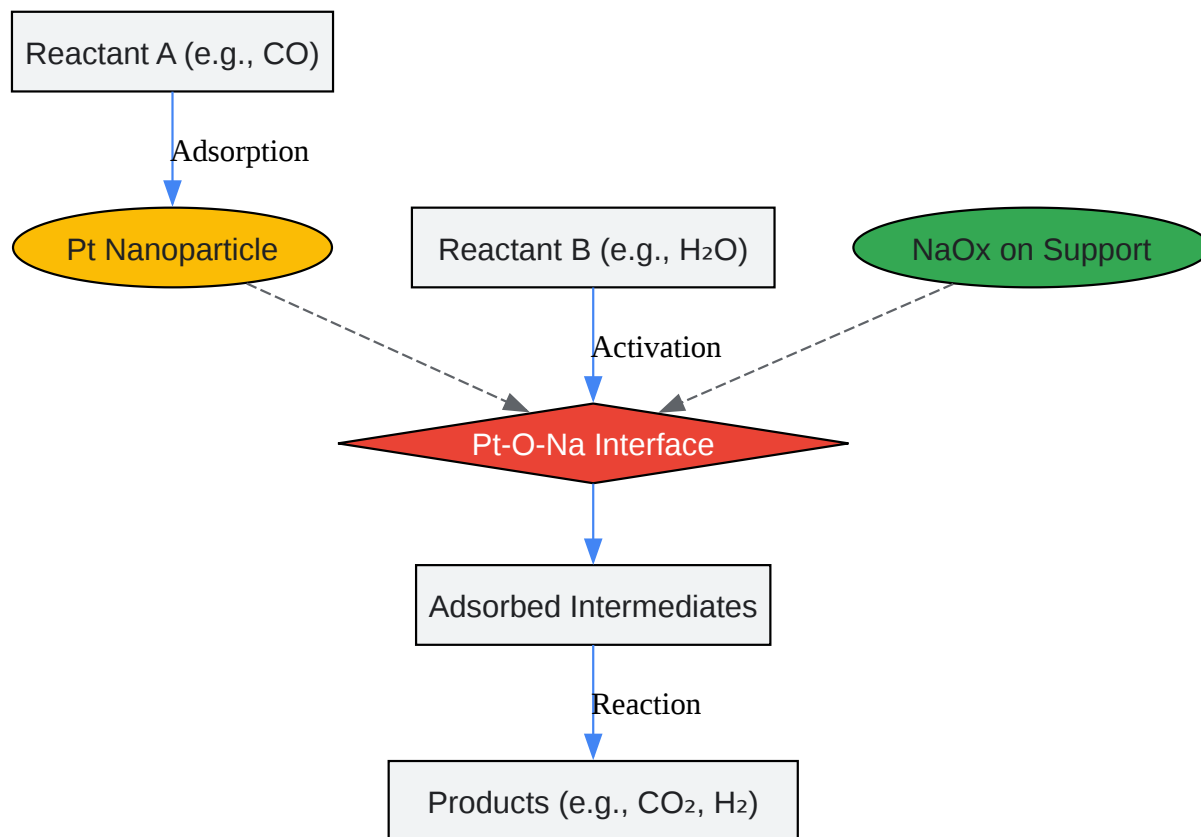 Reactant A (e.g., CO)
Adsorption
Pt Nanoparticle
Reactant B (e.g., H₂O)
NaOx on Support
Activation
Pt-O-Na Interface
Adsorbed Intermediates
Reaction
Products (e.g., CO₂, H₂)